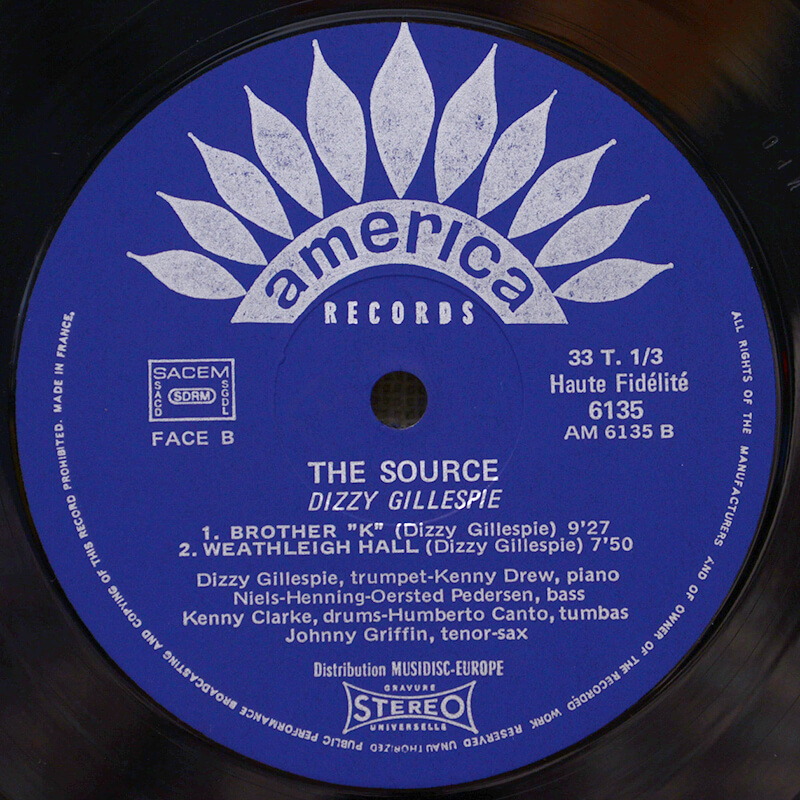 america
RECORDS
SACEM
SACD
SDRM
SGDL
FACE B
33 T. 1/3
Haute Fidélité
6135
AM 6135 B
THE SOURCE
DIZZY GILLESPIE
1. BROTHER "K" (Dizzy Gillespie) 9'27
2. WEATHLEIGH HALL (Dizzy Gillespie) 7'50
Dizzy Gillespie, trumpet-Kenny Drew, piano
Niels-Henning-Oersted Pedersen, bass
Kenny Clarke, drums-Humberto Canto, tumbas
Johnny Griffin, tenor-sax
Distribution MUSIDISC-EUROPE
GRAVURE
STEREO
UNIVERSELLE
ALL RIGHTS OF THE MANUFACTURERS AND OF OWNER OF THE RECORDED WORK RESERVED UNAUTHORIZED PUBLIC PERFORMANCE BROADCASTING AND COPYING OF THIS RECORD PROHIBITED. MADE IN FRANCE.